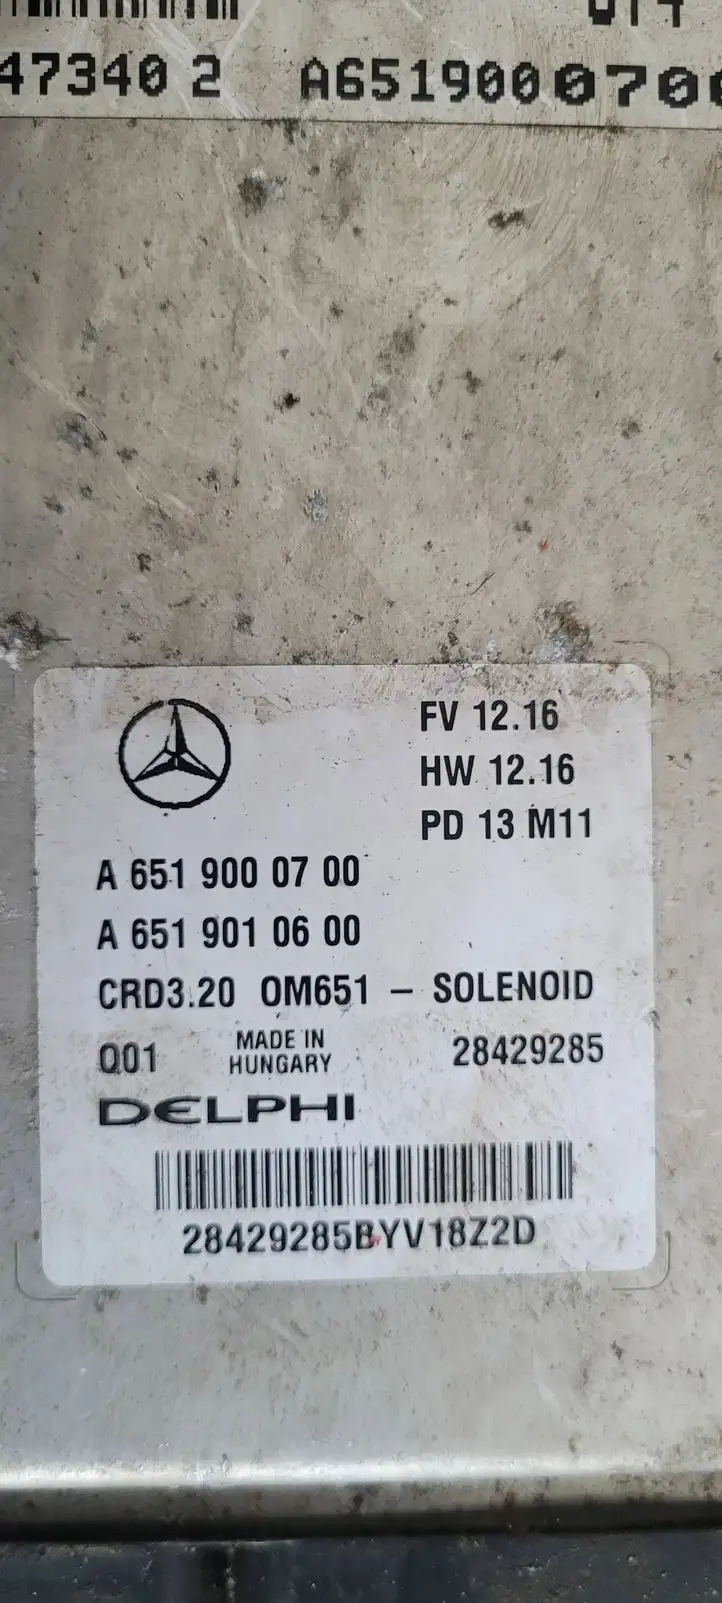 47340 2 A651900070
FV 12.16
HW 12.16
PD 13 M11
A 651 900 07 00
A 651 901 06 00
CRD3.20 OM651 – SOLENOID
Q01 MADE IN HUNGARY 28429285
DELPHI
28429285BYV18Z2D